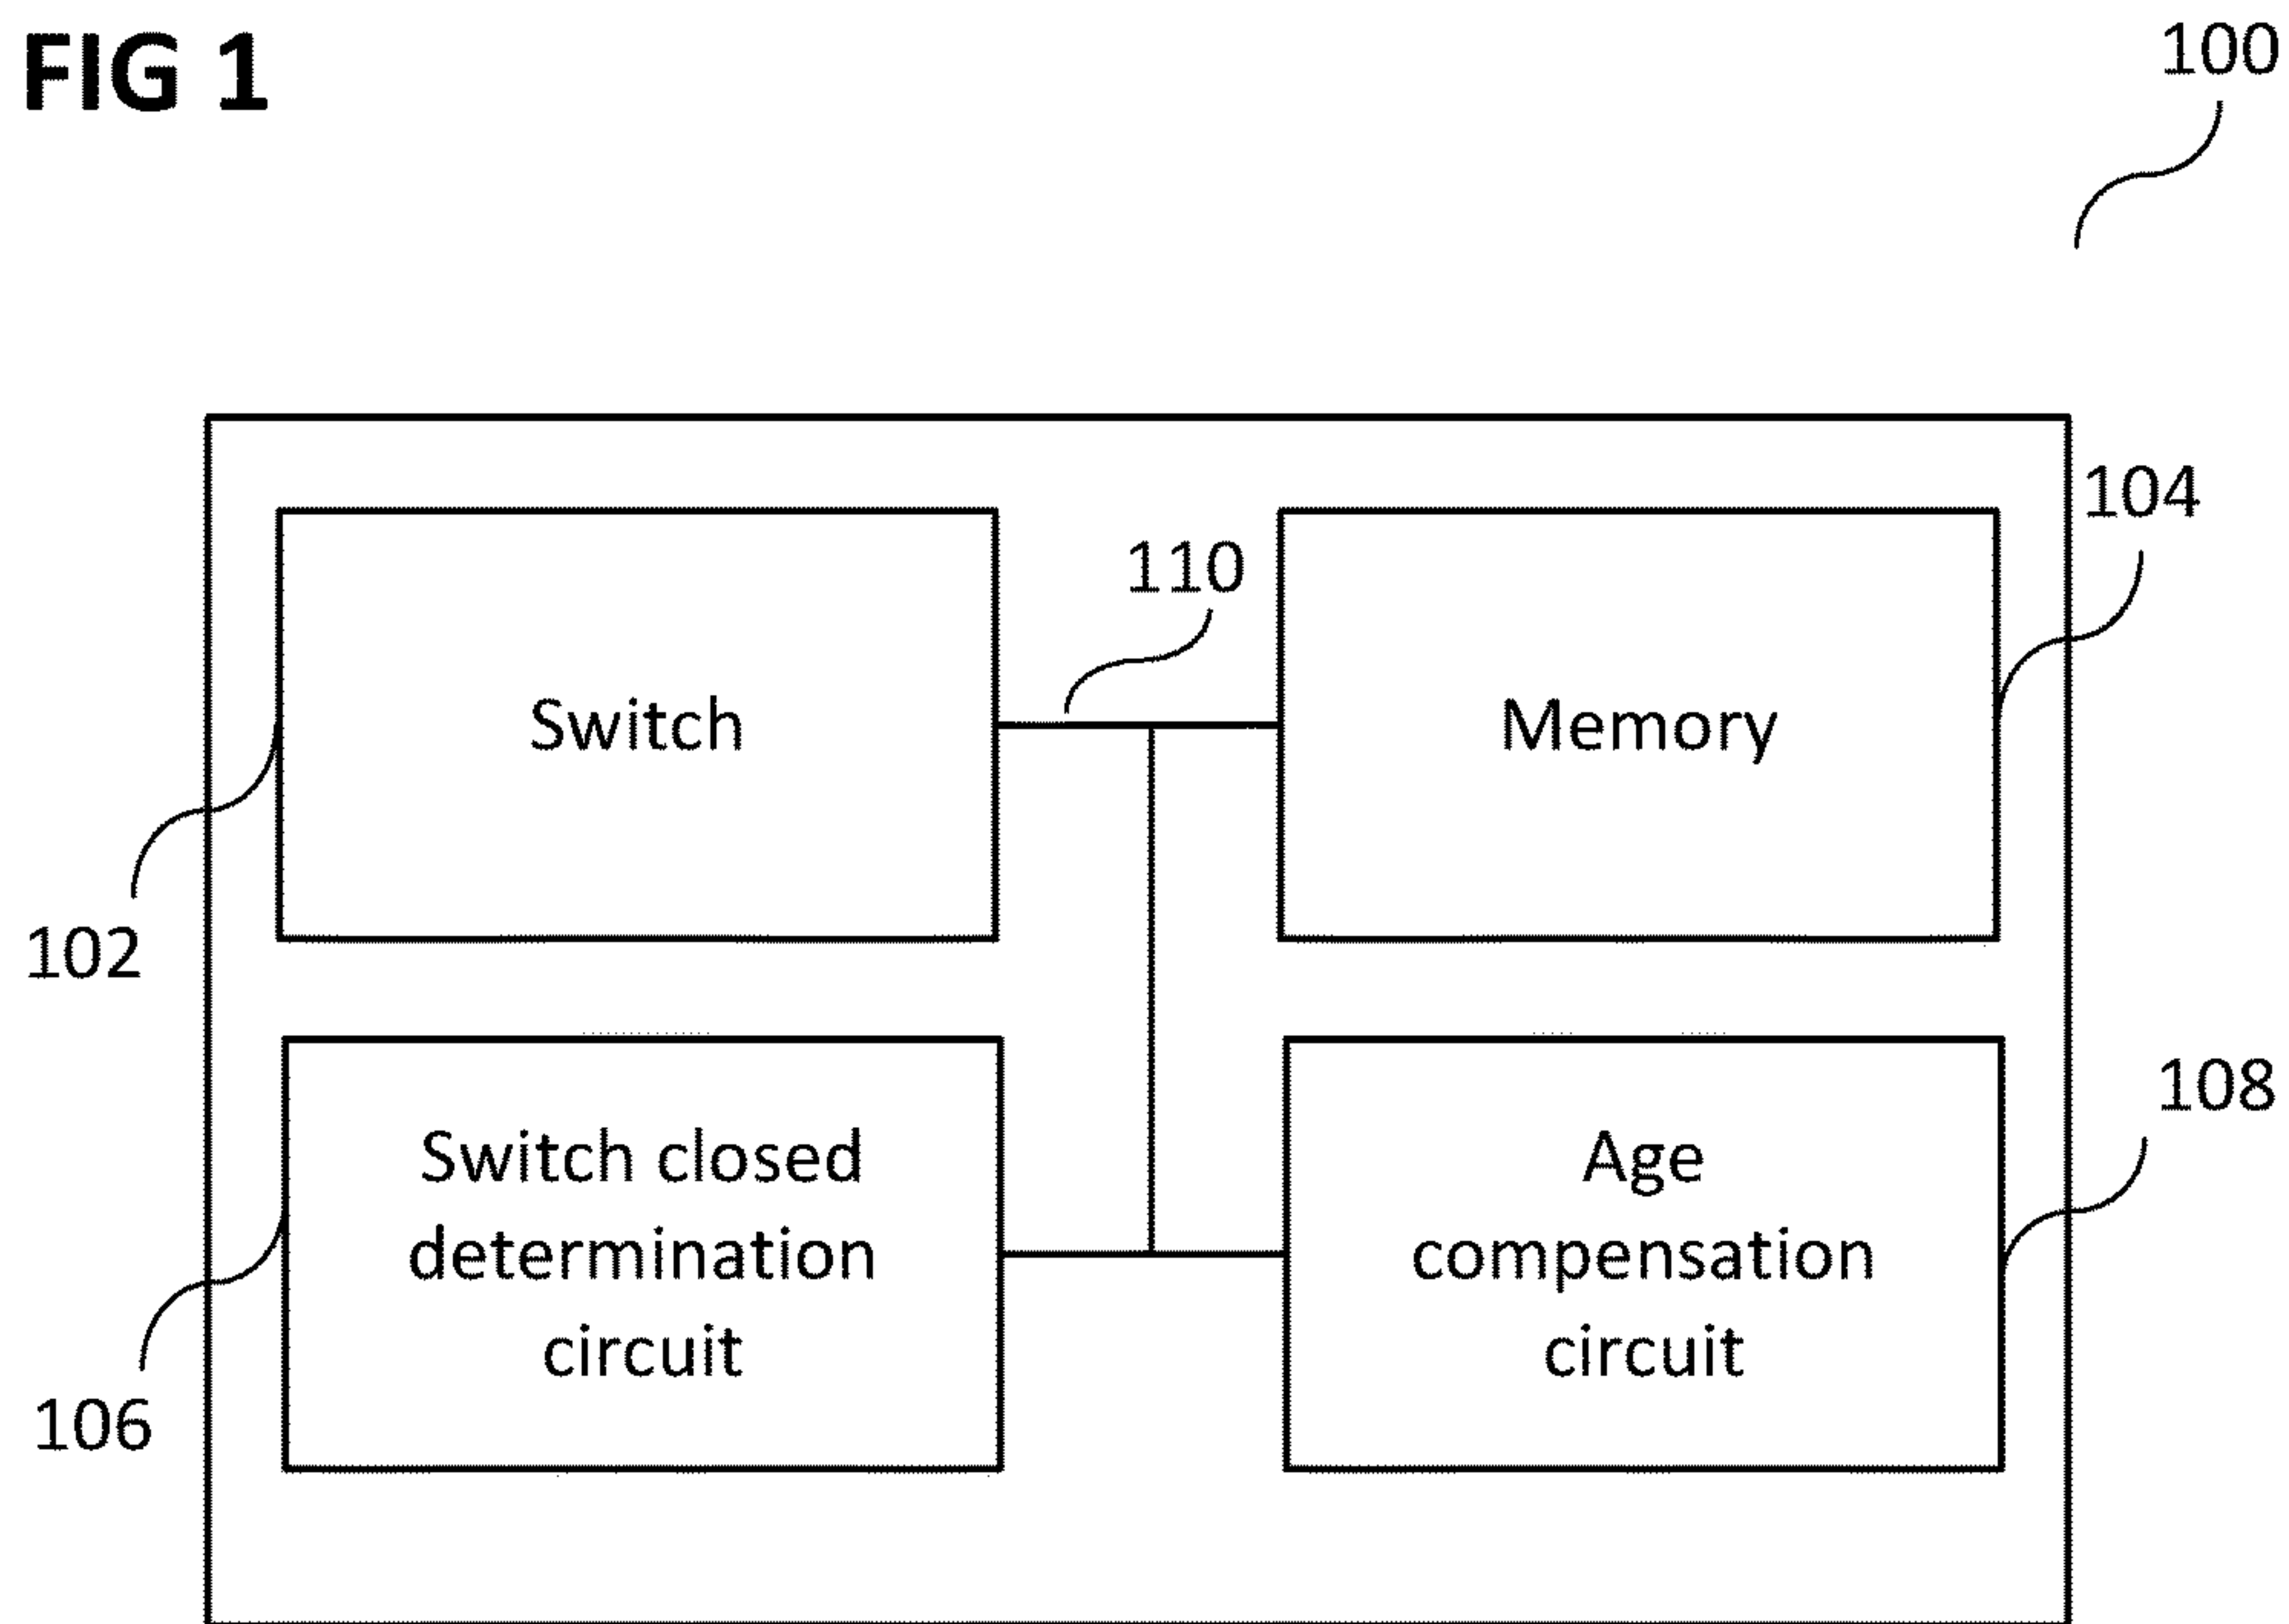 FIG 1
100
104
110
Switch
Memory
102
108
Switch closed
determination
circuit
Age
compensation
circuit
106